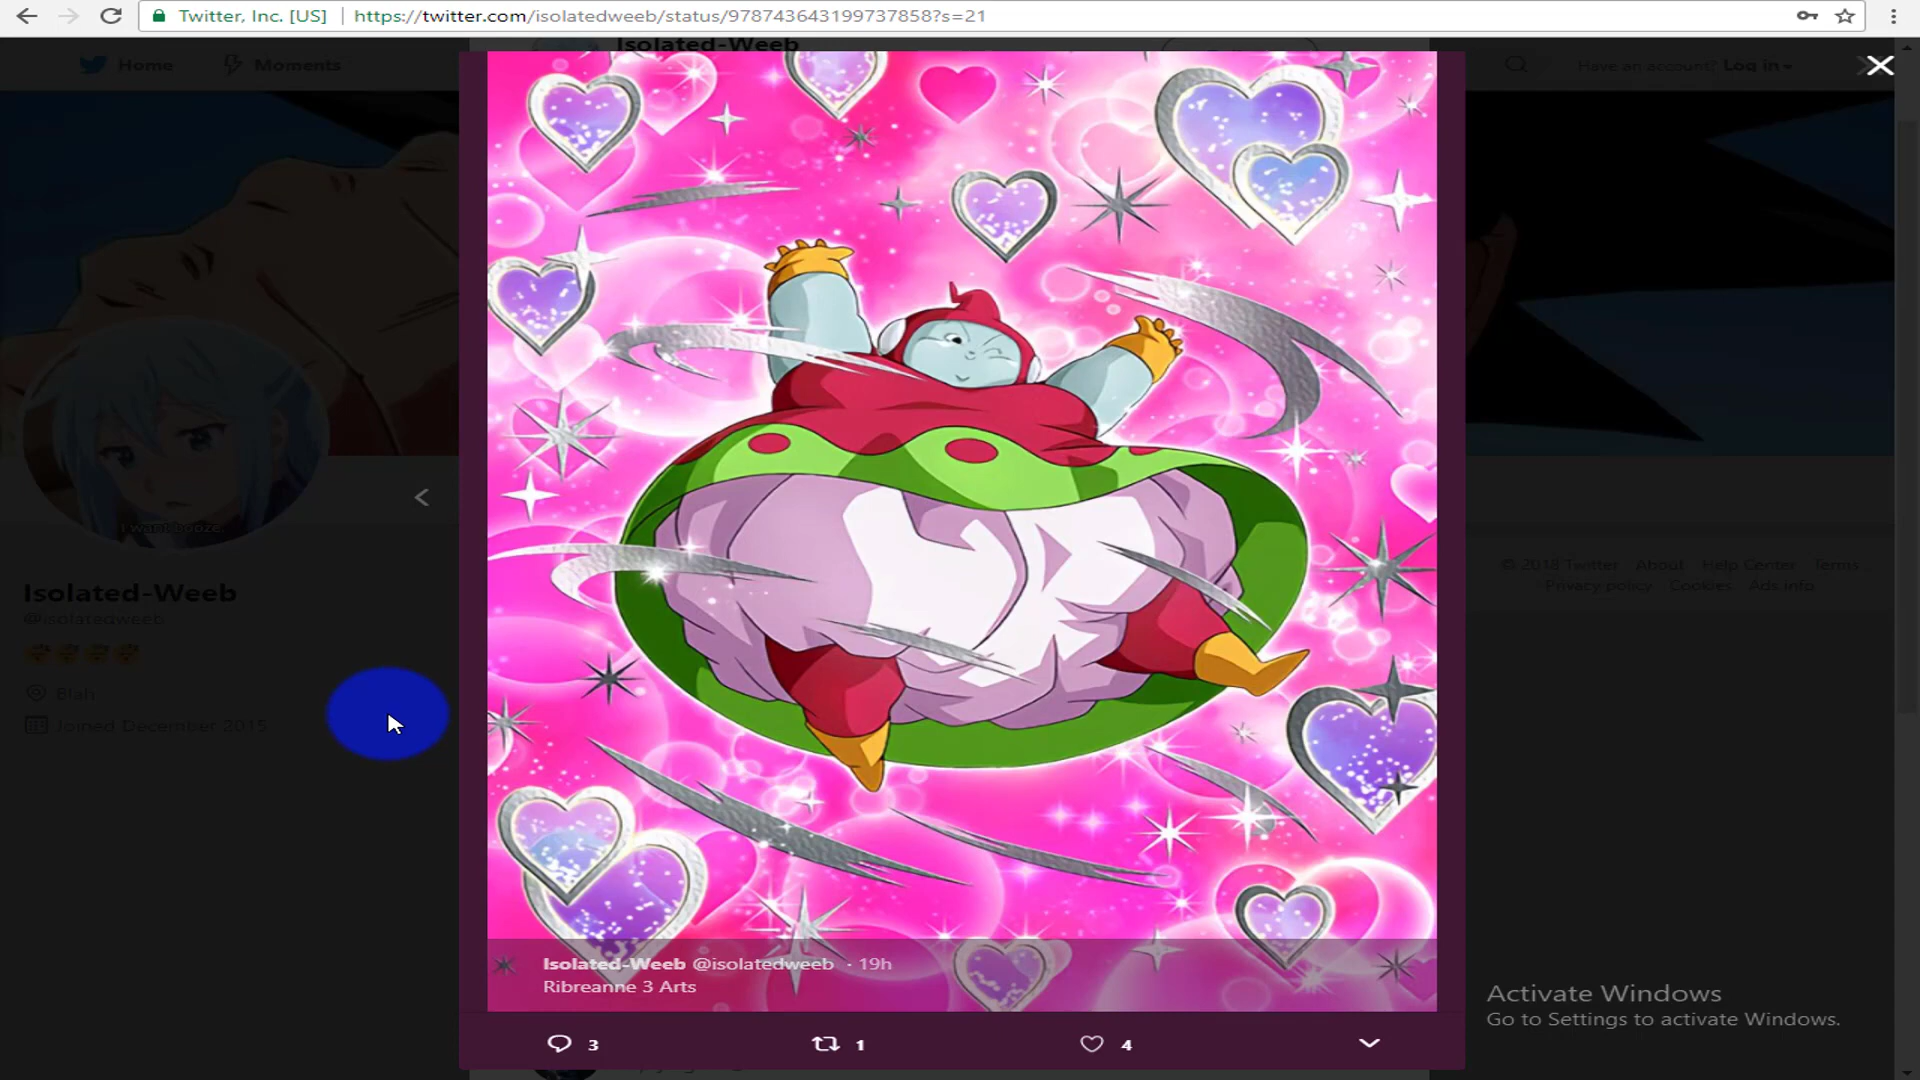 Twitter, Inc. [US]
https://twitter.com/isolatedweeb/status/978743643199737858?s=21
Isolated-Weeb
Home
Moments
Have an account? Log in
I want booze.
Isolated-Weeb
@isolatedweeb
Blah
Joined December 2015
© 2018 Twitter About Help Center Terms
Privacy policy Cookies Ads info
Isolated-Weeb @isolatedweeb · 19h
Ribreanne 3 Arts
3
1
4
Activate Windows
Go to Settings to activate Windows.